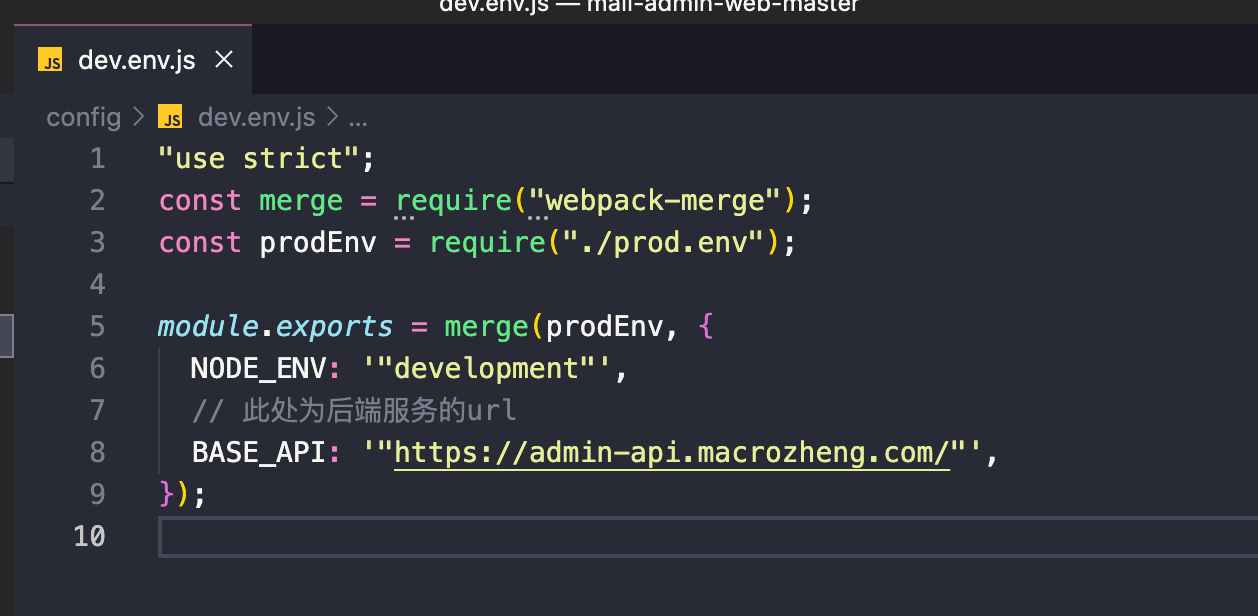 dev.env.js — mall-admin-web-master
JS dev.env.js ×
config > JS dev.env.js > ...
1 "use strict";
2 const merge = require("webpack-merge");
3 const prodEnv = require("./prod.env");
4
5 module.exports = merge(prodEnv, {
6 NODE_ENV: '"development"',
7 // 此处为后端服务的url
8 BASE_API: '"https://admin-api.macrozheng.com/"',
9 });
10